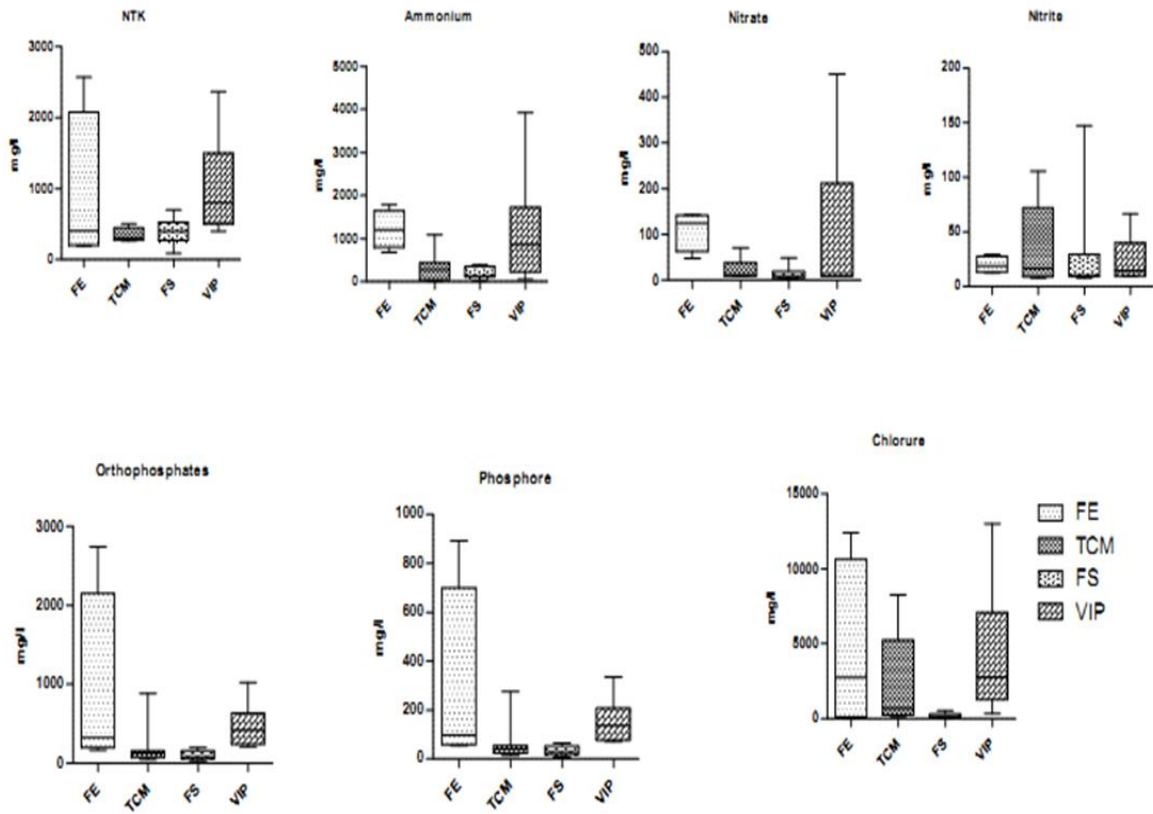 NTK
3000
2000
1000
0
mg/l
FE
TCM
FS
VIP
Ammonium
5000
4000
3000
2000
1000
0
mg/l
FE
TCM
FS
VIP
Nitrate
500
400
300
200
100
0
mg/l
FE
TCM
FS
VIP
Nitrite
200
150
100
50
0
mg/l
FE
TCM
FS
VIP
Orthophosphates
3000
2000
1000
0
mg/l
FE
TCM
FS
VIP
Phosphore
1000
800
600
400
200
0
mg/l
FE
TCM
FS
VIP
Chlorure
15000
10000
5000
0
mg/l
FE
TCM
FS
VIP
FE
TCM
FS
VIP